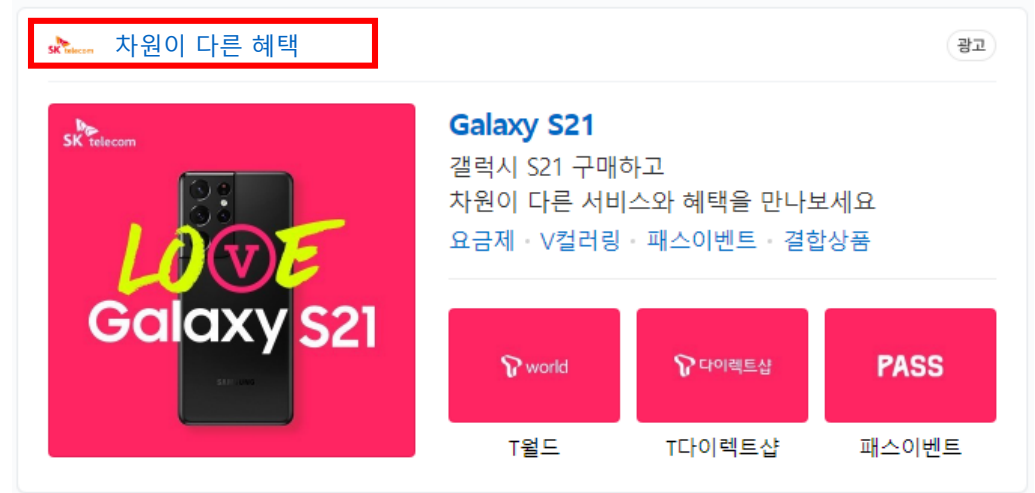 SK telecom 차원이 다른 혜택
광고
SK telecom
LOVE
Galaxy S21
SAMSUNG
Galaxy S21
갤럭시 S21 구매하고
차원이 다른 서비스와 혜택을 만나보세요
요금제 · V컬러링 · 패스이벤트 · 결합상품
T world
T 다이렉트샵
PASS
T월드
T다이렉트샵
패스이벤트